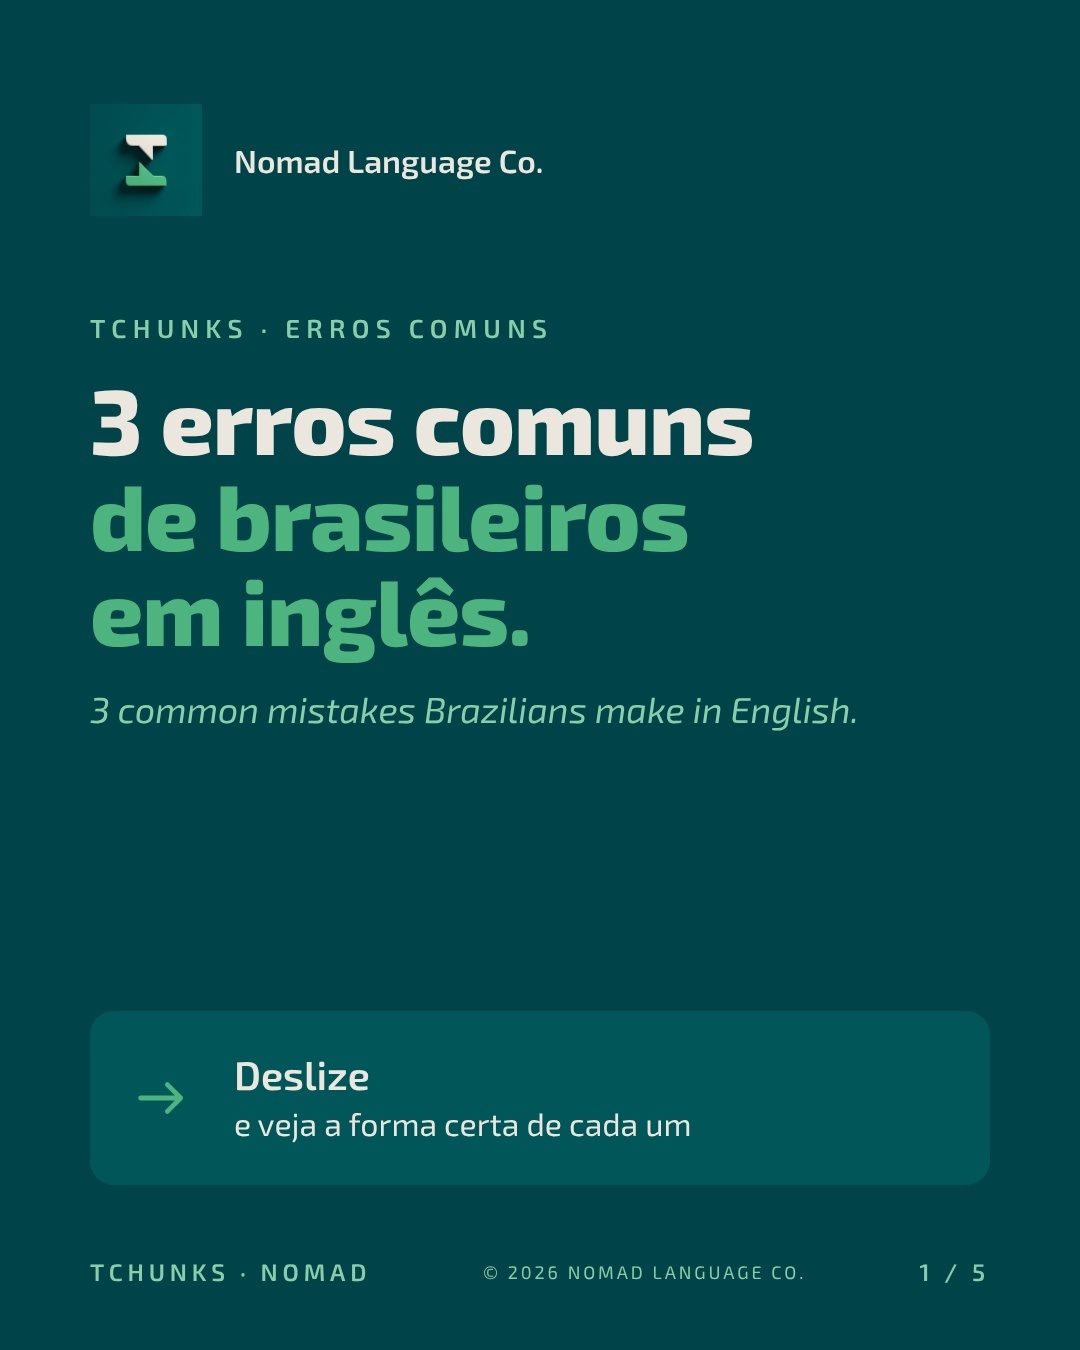 Nomad Language Co.
TCHUNKS · ERROS COMUNS
3 erros comuns
de brasileiros
em inglês.
3 common mistakes Brazilians make in English.
Deslize
e veja a forma certa de cada um
TCHUNKS · NOMAD
© 2026 NOMAD LANGUAGE CO.
1 / 5